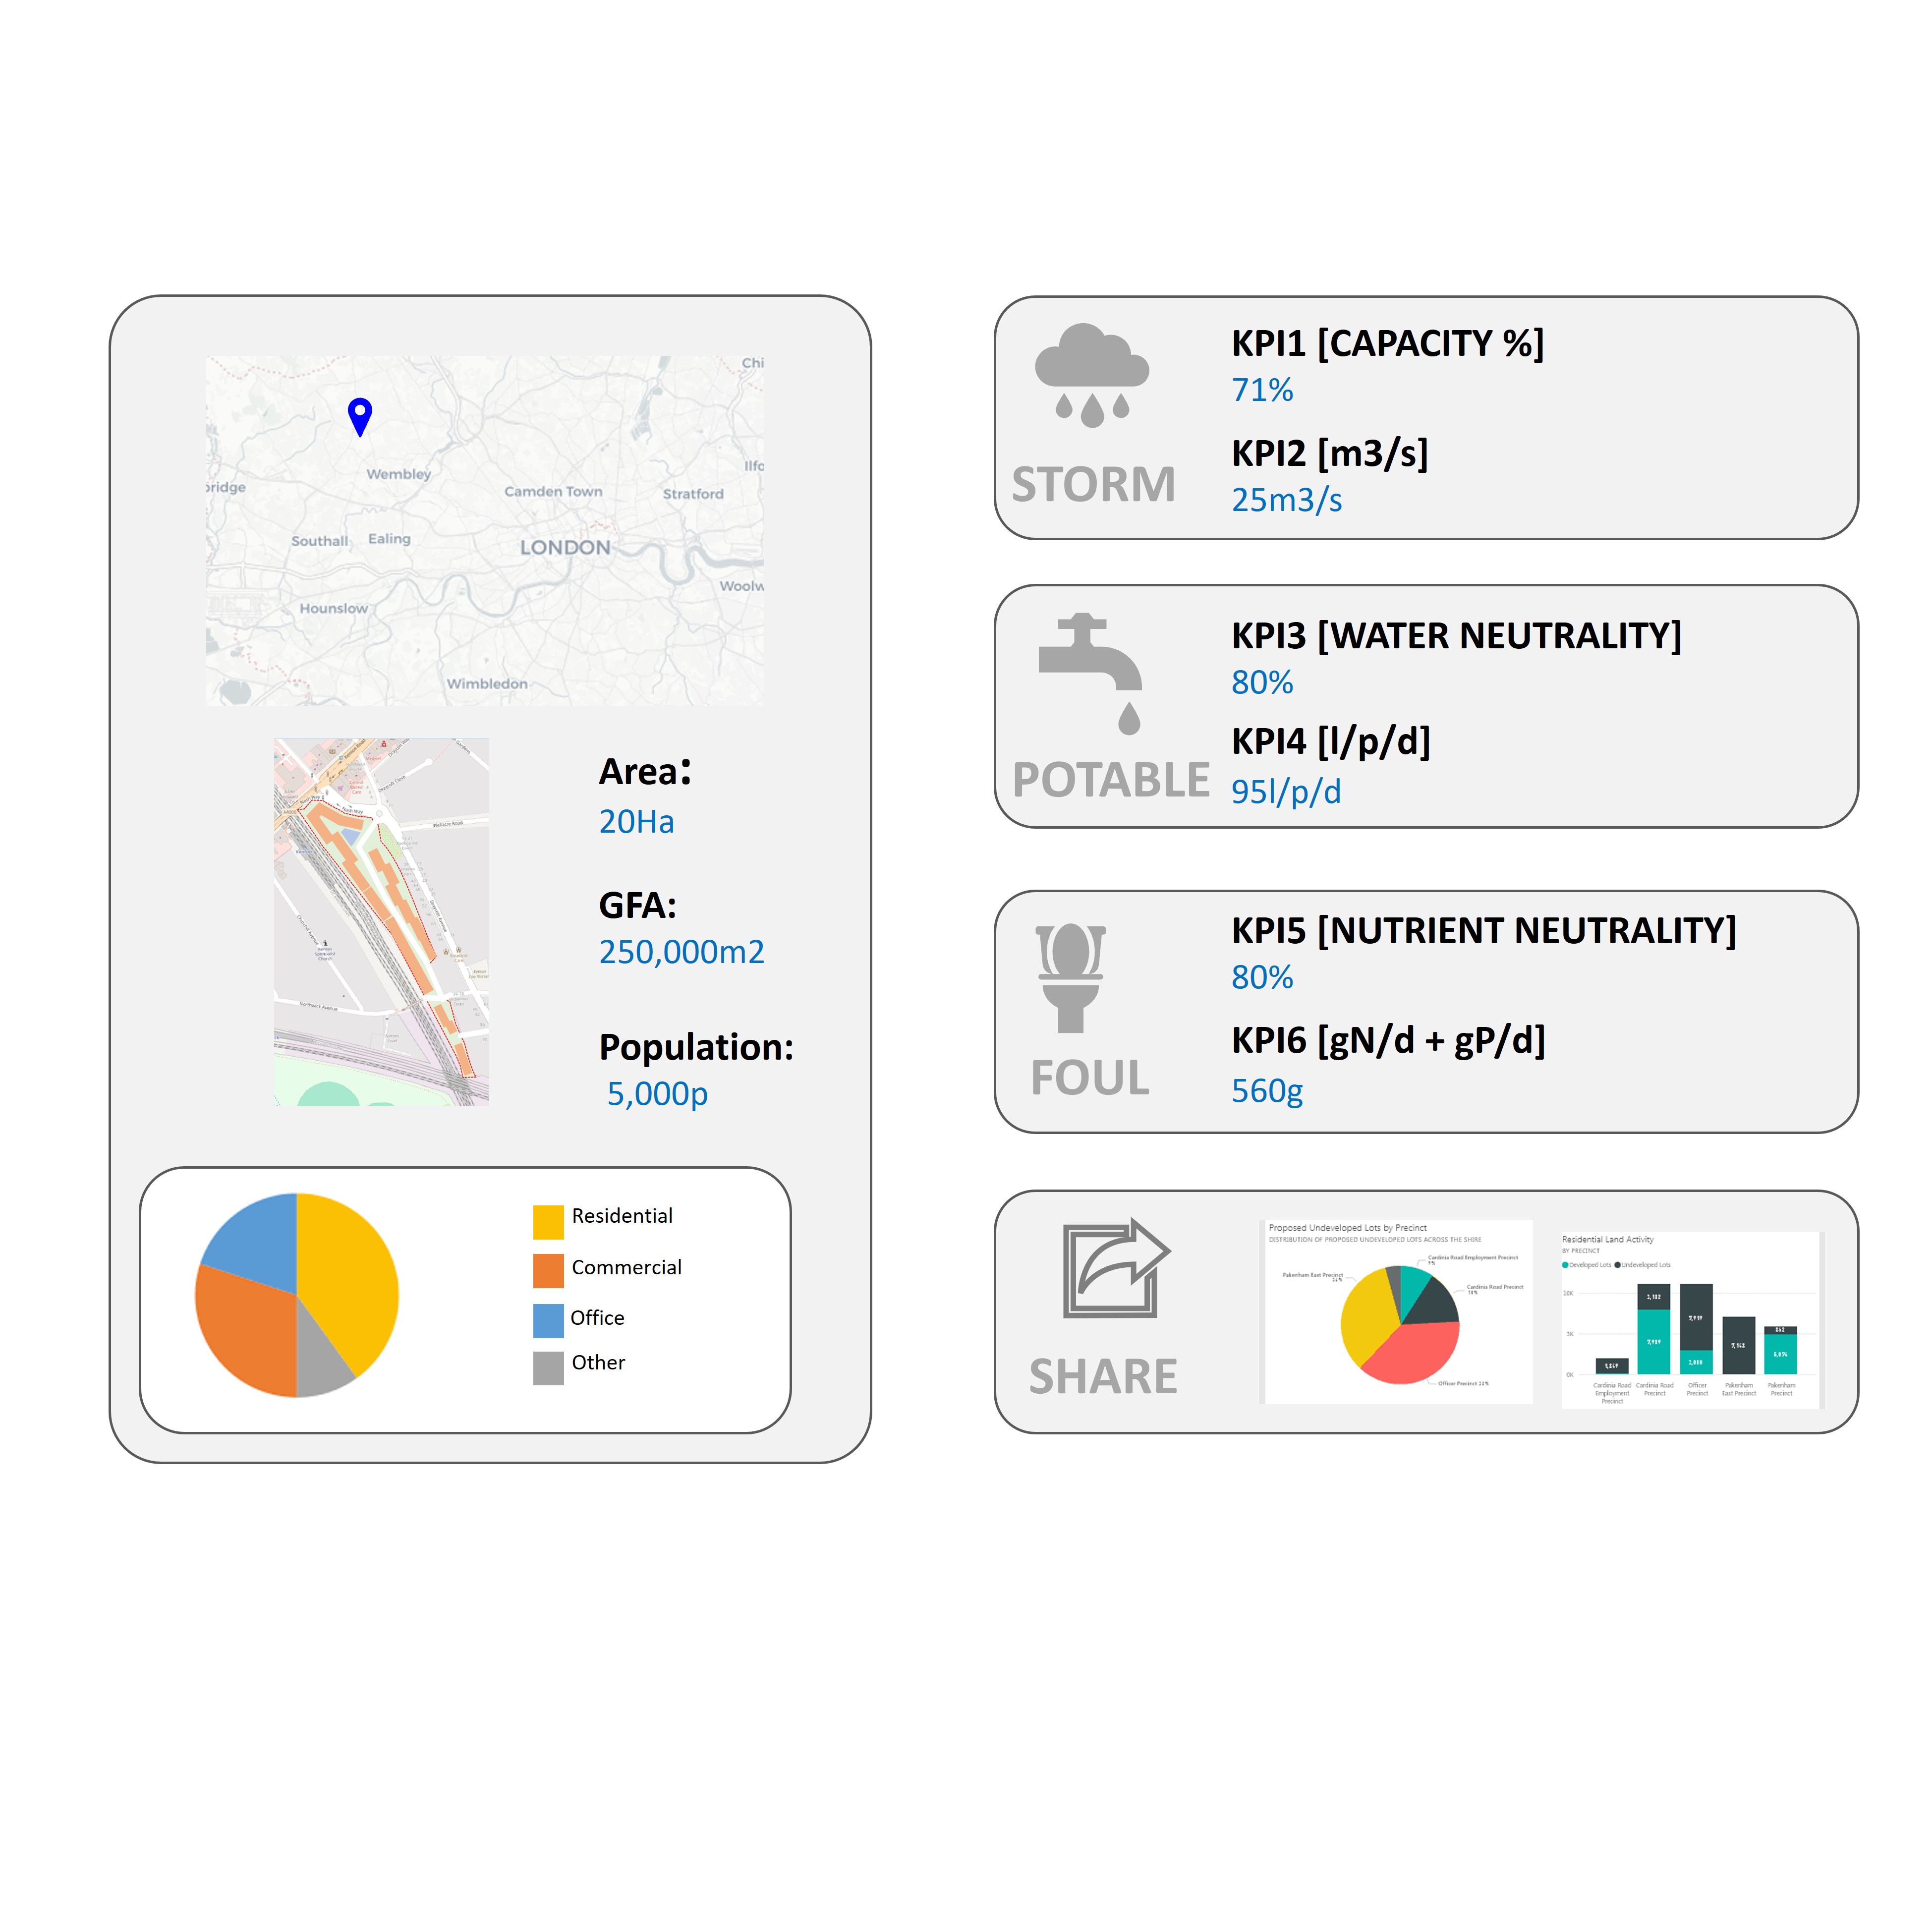 Chi
Wembley
Ilfo
bridge
Camden Town
Stratford
Southall
Ealing
LONDON
Woolw
Hounslow
Wimbledon
Area:
20Ha
GFA:
250,000m2
Population:
5,000p
Residential
Commercial
Office
Other
STORM
KPI1 [CAPACITY %]
71%
KPI2 [m3/s]
25m3/s
POTABLE
KPI3 [WATER NEUTRALITY]
80%
KPI4 [l/p/d]
95l/p/d
FOUL
KPI5 [NUTRIENT NEUTRALITY]
80%
KPI6 [gN/d + gP/d]
560g
SHARE
Proposed Undeveloped Lots by Precinct
DISTRIBUTION OF PROPOSED UNDEVELOPED LOTS ACROSS THE SHIRE
Cardinia Road Employment Precinct
Pakenham East Precinct
Cardinia Road Precinct
Officer Precinct
Residential Land Activity
BY PRECINCT
Developed Lots Undeveloped Lots
0K
Cardinia Road Employment Precinct
Cardinia Road Precinct
Officer Precinct
Pakenham East Precinct
Pakenham Precinct